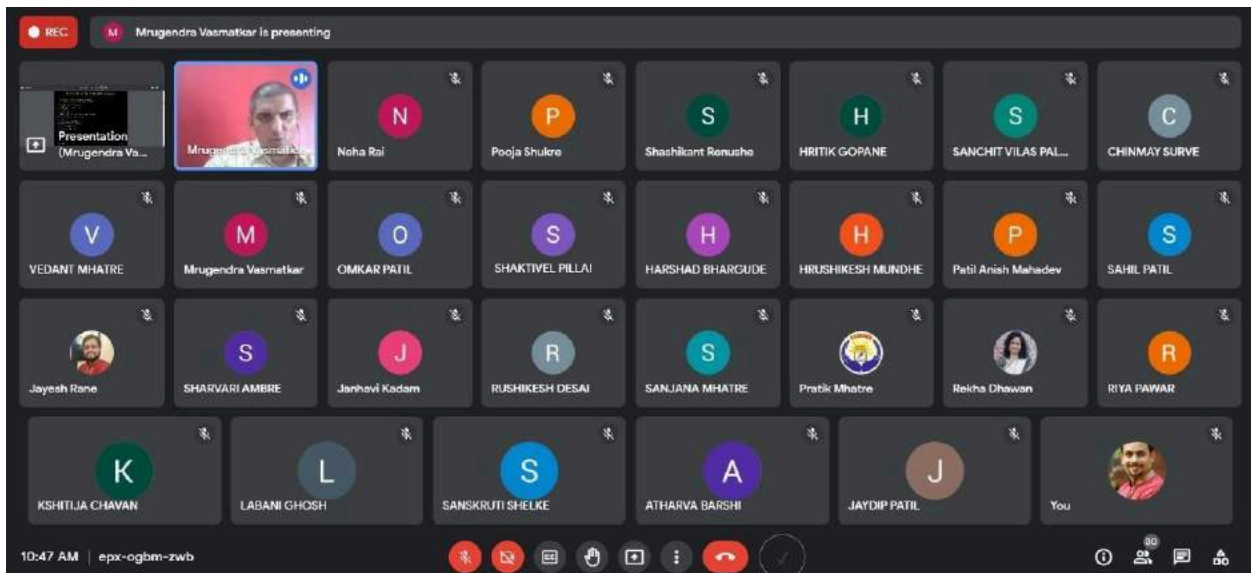 REC
M
Mrugendra Vasmatkar is presenting
Presentation
(Mrugendra Va...
Mrugendra Vasmatkar
N
Neha Rai
P
Pooja Shukre
S
Shashikant Renushe
H
HRITIK GOPANE
S
SANCHIT VILAS PAL...
C
CHINMAY SURVE
V
VEDANT MHATRE
M
Mrugendra Vasmatkar
O
OMKAR PATIL
S
SHAKTIVEL PILLAI
H
HARSHAD BHARGUDE
H
HRUSHIKESH MUNDHE
P
Patil Anish Mahadev
S
SAHIL PATIL
Jayesh Rane
S
SHARVARI AMBRE
J
Janhavi Kadam
R
RUSHIKESH DESAI
S
SANJANA MHATRE
Pratik Mhatre
Rekha Dhawan
R
RIYA PAWAR
K
KSHITIJA CHAVAN
L
LABANI GHOSH
S
SANSKRUTI SHELKE
A
ATHARVA BARSHI
J
JAYDIP PATIL
You
10:47 AM | epx-ogbm-zwb
CC
30